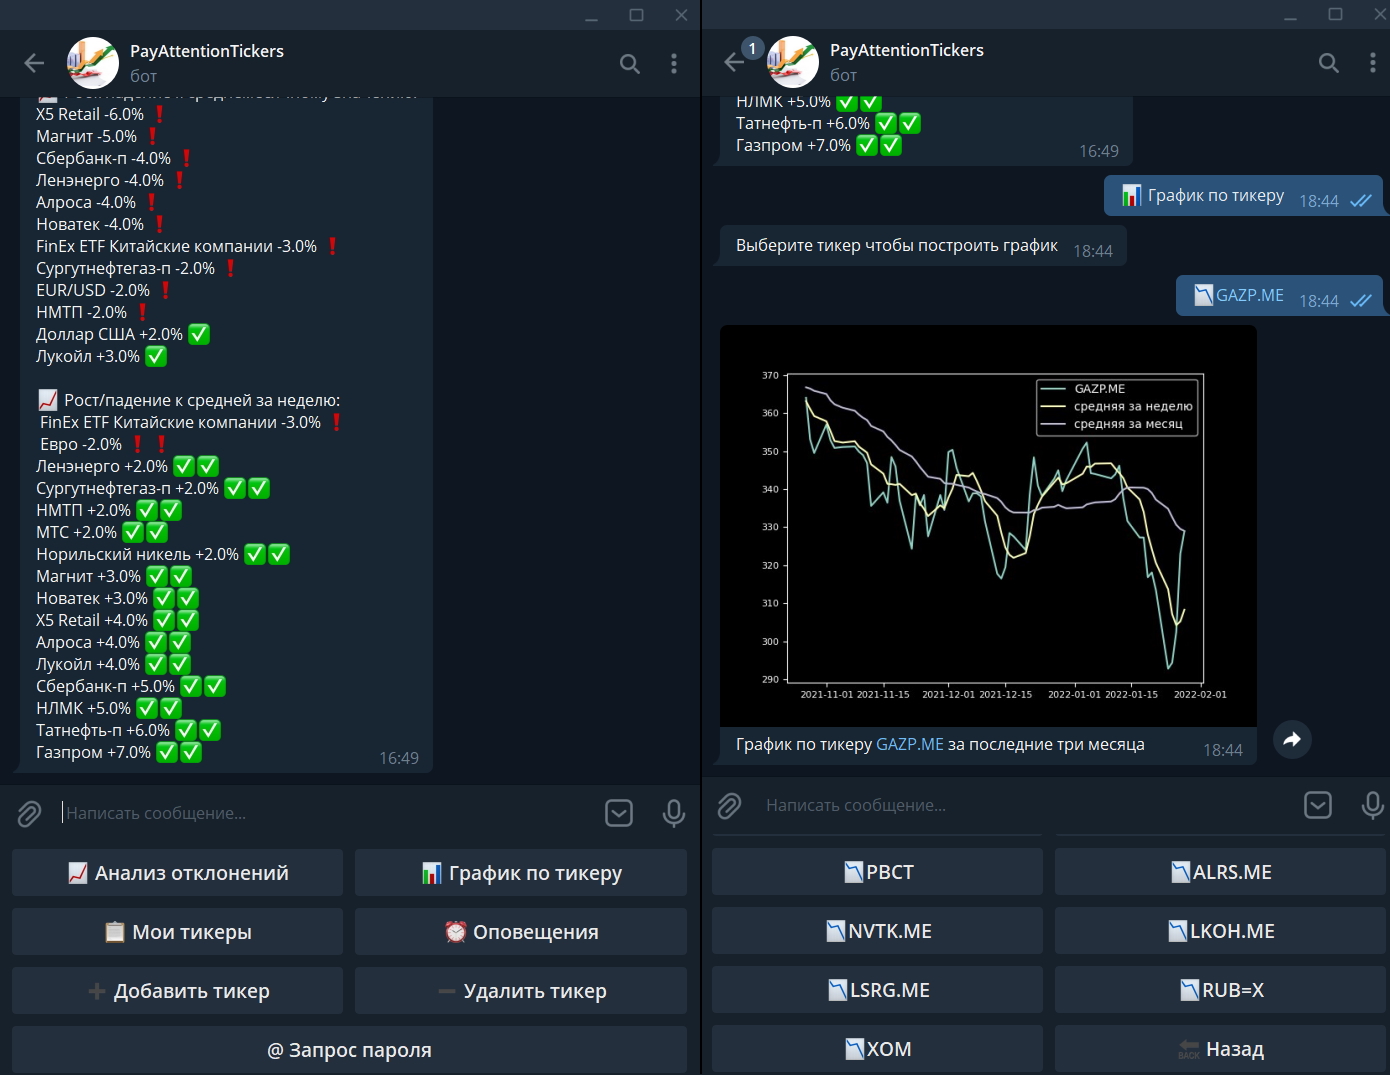 PayAttentionTickers
бот
X5 Retail -6.0% ❗
Магнит -5.0% ❗
Сбербанк-п -4.0% ❗
Ленэнерго -4.0% ❗
Алроса -4.0% ❗
Новатек -4.0% ❗
FinEx ETF Китайские компании -3.0% ❗
Сургутнефтегаз-п -2.0% ❗
EUR/USD -2.0% ❗
НМТП -2.0% ❗
Доллар США +2.0% ✅
Лукойл +3.0% ✅
📈 Рост/падение к средней за неделю:
FinEx ETF Китайские компании -3.0% ❗
Евро -2.0% ❗ ❗
Ленэнерго +2.0% ✅✅
Сургутнефтегаз-п +2.0% ✅✅
НМТП +2.0% ✅✅
МТС +2.0% ✅✅
Норильский никель +2.0% ✅✅
Магнит +3.0% ✅✅
Новатек +3.0% ✅✅
X5 Retail +4.0% ✅✅
Алроса +4.0% ✅✅
Лукойл +4.0% ✅✅
Сбербанк-п +5.0% ✅✅
НЛМК +5.0% ✅✅
Татнефть-п +6.0% ✅✅
Газпром +7.0% ✅✅
16:49
Написать сообщение...
📈 Анализ отклонений
📊 График по тикеру
📋 Мои тикеры
⏰ Оповещения
➕ Добавить тикер
➖ Удалить тикер
@ Запрос пароля
1
PayAttentionTickers
бот
НЛМК +5.0% ✅✅
Татнефть-п +6.0% ✅✅
Газпром +7.0% ✅✅
16:49
📊 График по тикеру 18:44
Выберите тикер чтобы построить график 18:44
📉GAZP.ME 18:44
370
360
350
340
330
320
310
300
290
GAZP.ME
средняя за неделю
средняя за месяц
2021-11-01 2021-11-15 2021-12-01 2021-12-15 2022-01-01 2022-01-15 2022-02-01
График по тикеру GAZP.ME за последние три месяца 18:44
Написать сообщение...
📉PBCT
📉ALRS.ME
📉NVTK.ME
📉LKOH.ME
📉LSRG.ME
📉RUB=X
📉XOM
🔙 Назад